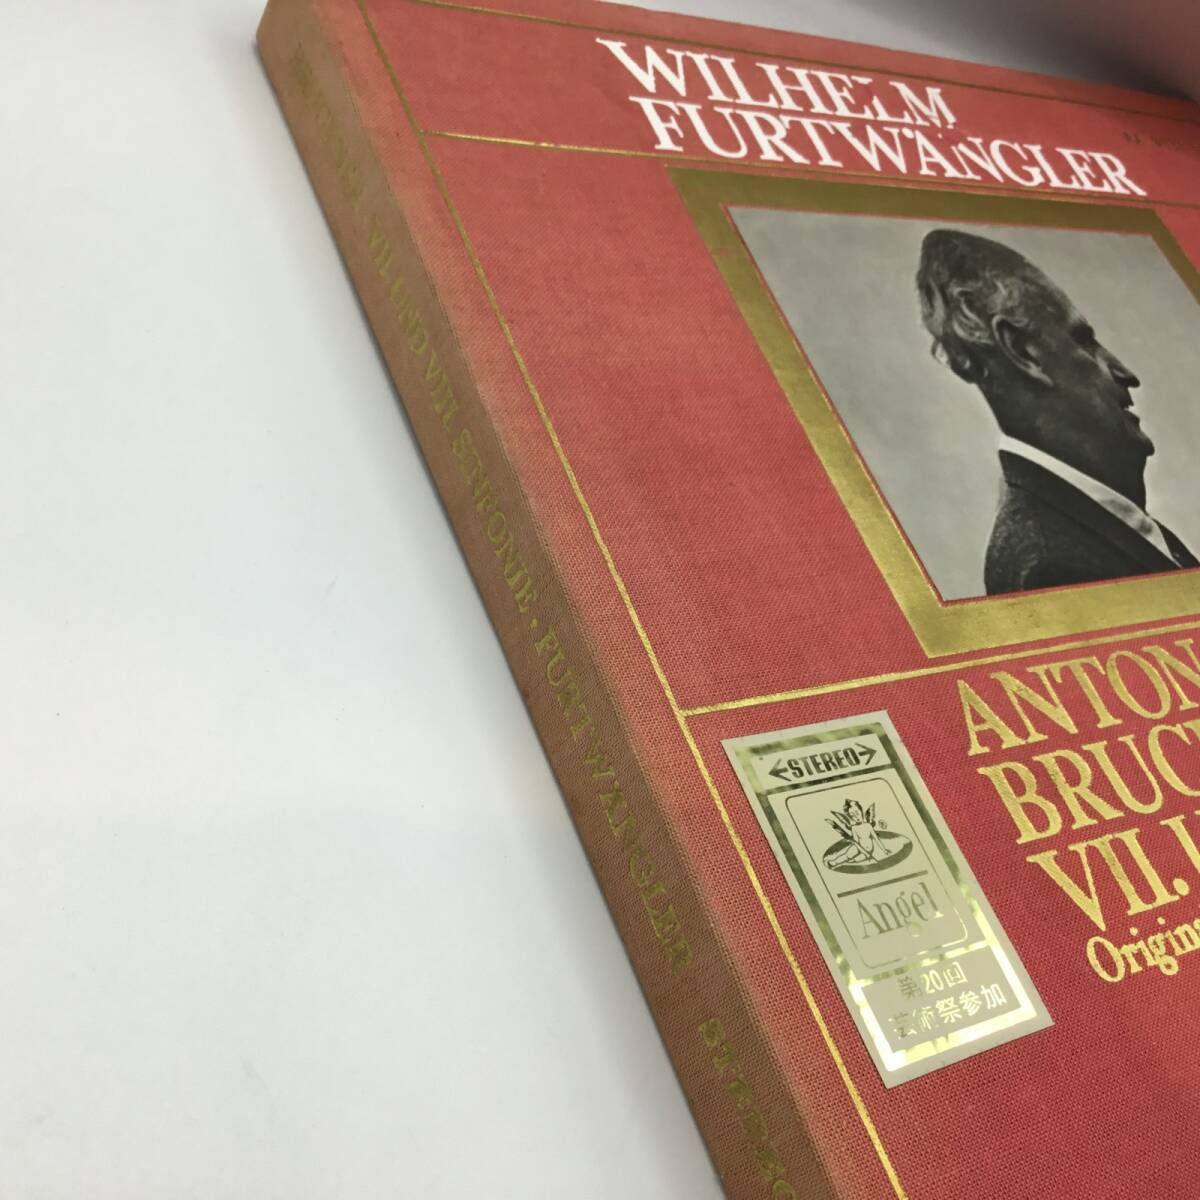 WILHELM
FURTWÄNGLER
ANTON
BRUC
VII.
Origin
←STEREO→
®
Angel
第20回
芸術祭参加
VII. UND VIII. SINFONIE · FURTWÄNGLER STEREO